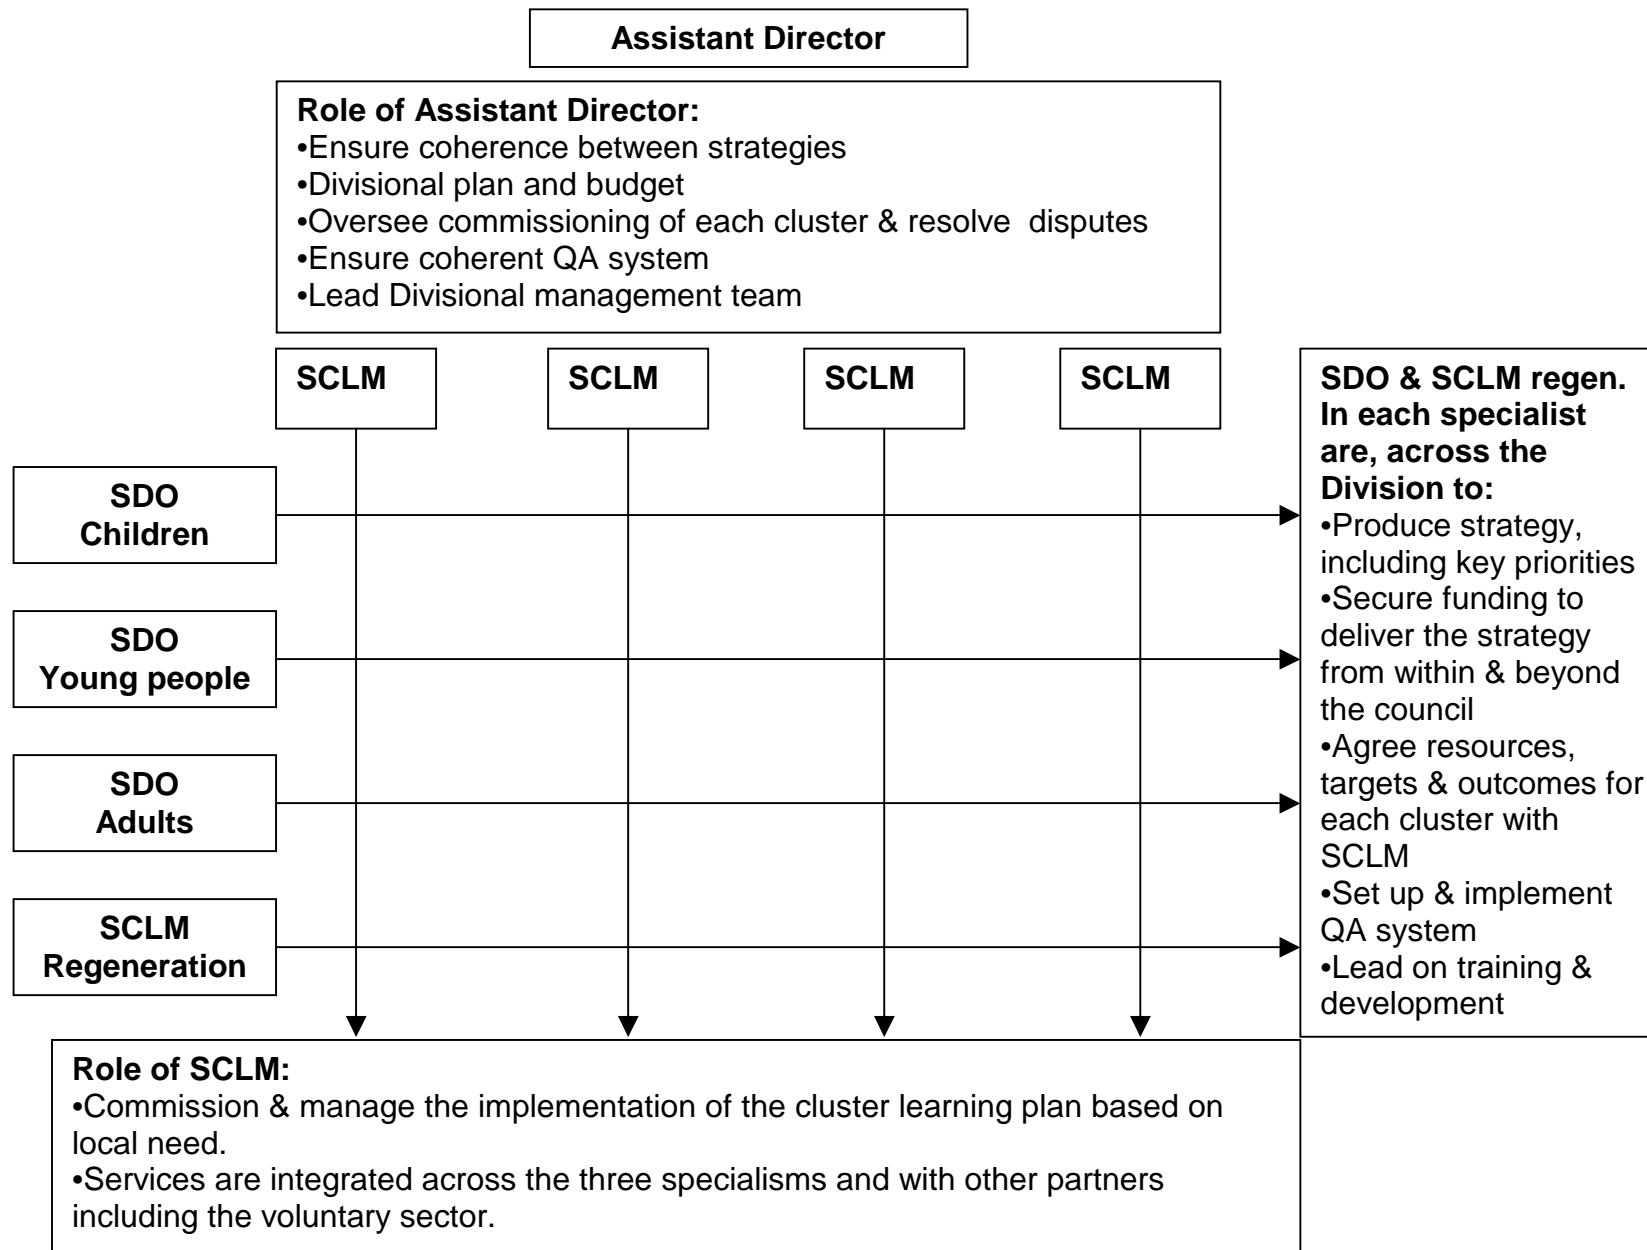 Assistant Director
Role of Assistant Director:
•Ensure coherence between strategies
•Divisional plan and budget
•Oversee commissioning of each cluster & resolve  disputes
•Ensure coherent QA system
•Lead Divisional management team
SCLM
SCLM
SCLM
SCLM
SDO
Children
SDO
Young people
SDO
Adults
SCLM
Regeneration
SDO & SCLM regen.
In each specialist
are, across the
Division to:
•Produce strategy,
including key priorities
•Secure funding to
deliver the strategy
from within & beyond
the council
•Agree resources,
targets & outcomes for
each cluster with
SCLM
•Set up & implement
QA system
•Lead on training &
development
Role of SCLM:
•Commission & manage the implementation of the cluster learning plan based on
local need.
•Services are integrated across the three specialisms and with other partners
including the voluntary sector.